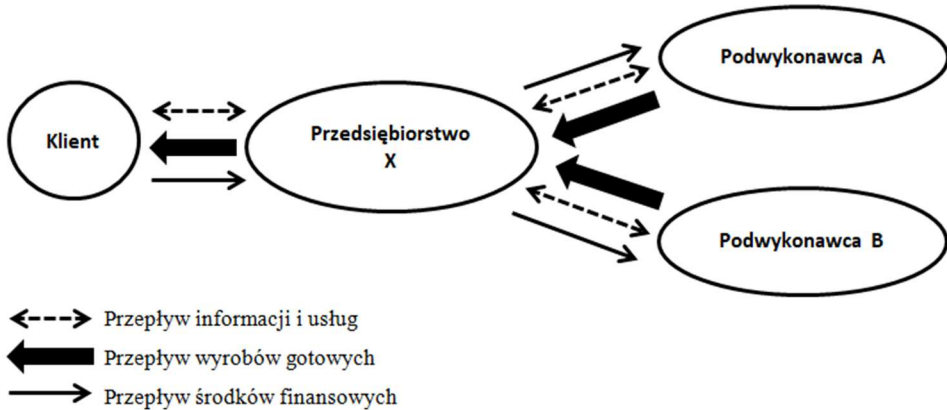 Podwykonawca A
Klient
Przedsiębiorstwo
X
Podwykonawca B
Przepływ informacji i usług
Przepływ wyrobów gotowych
Przepływ środków finansowych